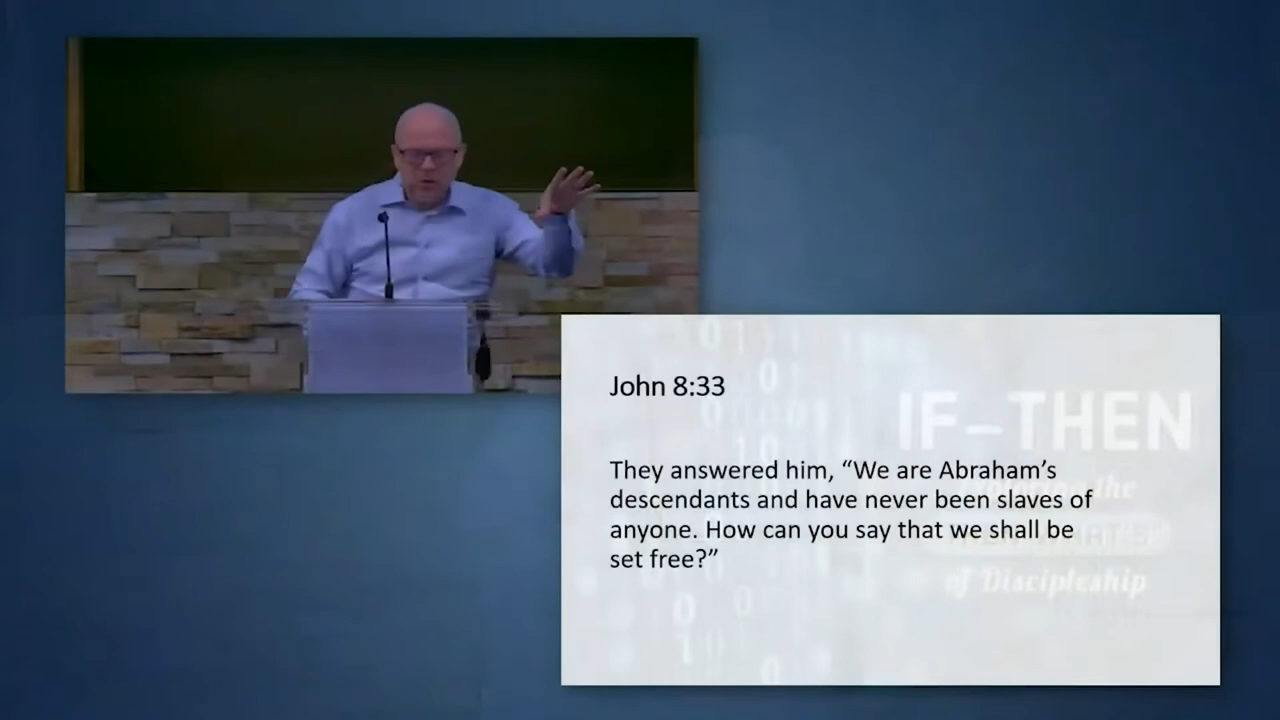 John 8:33
They answered him, “We are Abraham’s
descendants and have never been slaves of
anyone. How can you say that we shall be
set free?”
IF–THEN
the
of Discipleship